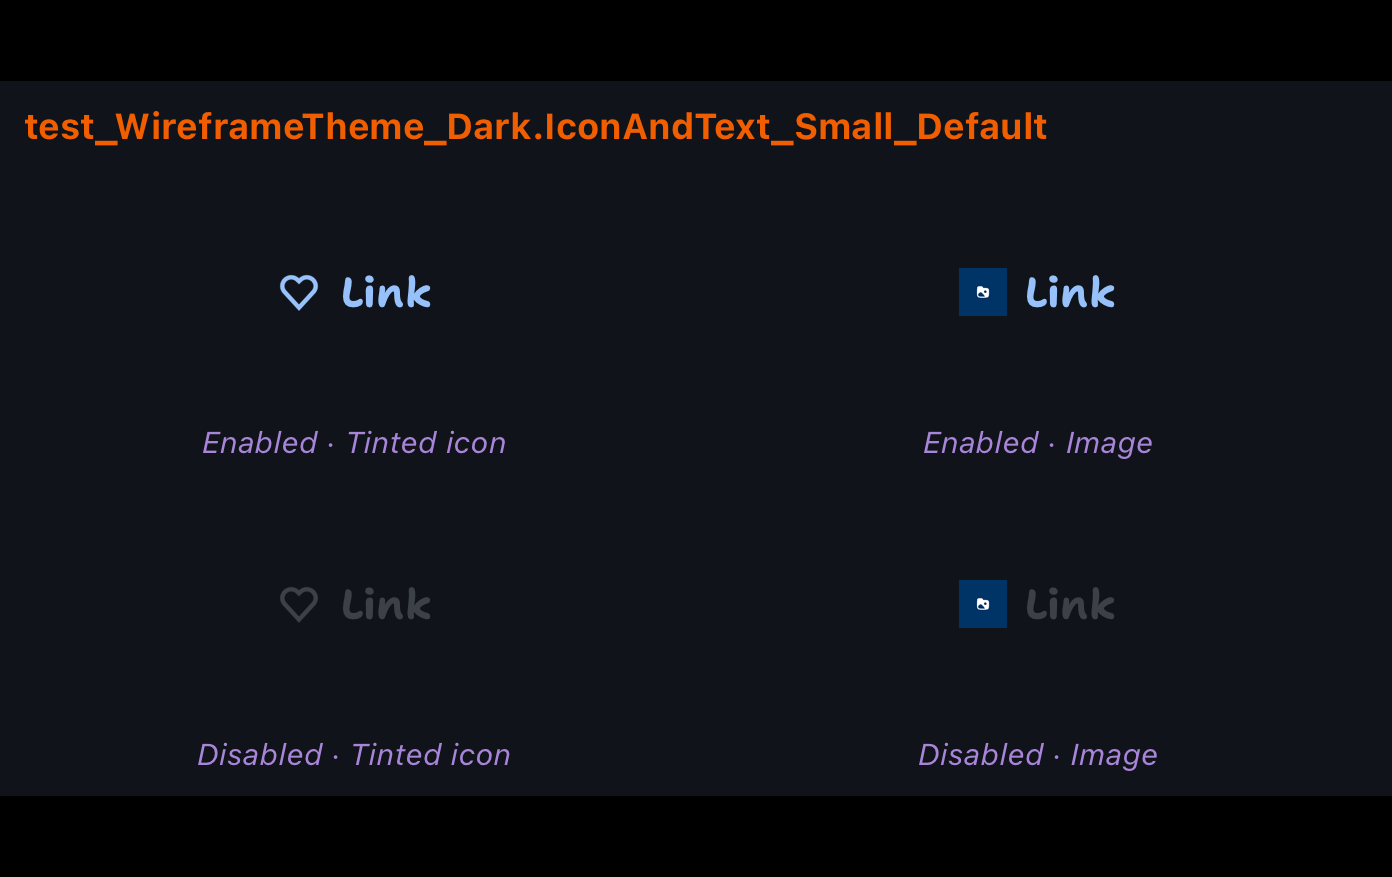 test_WireframeTheme_Dark.IconAndText_Small_Default
Link
Link
Enabled · Tinted icon
Enabled · Image
Link
Link
Disabled · Tinted icon
Disabled · Image